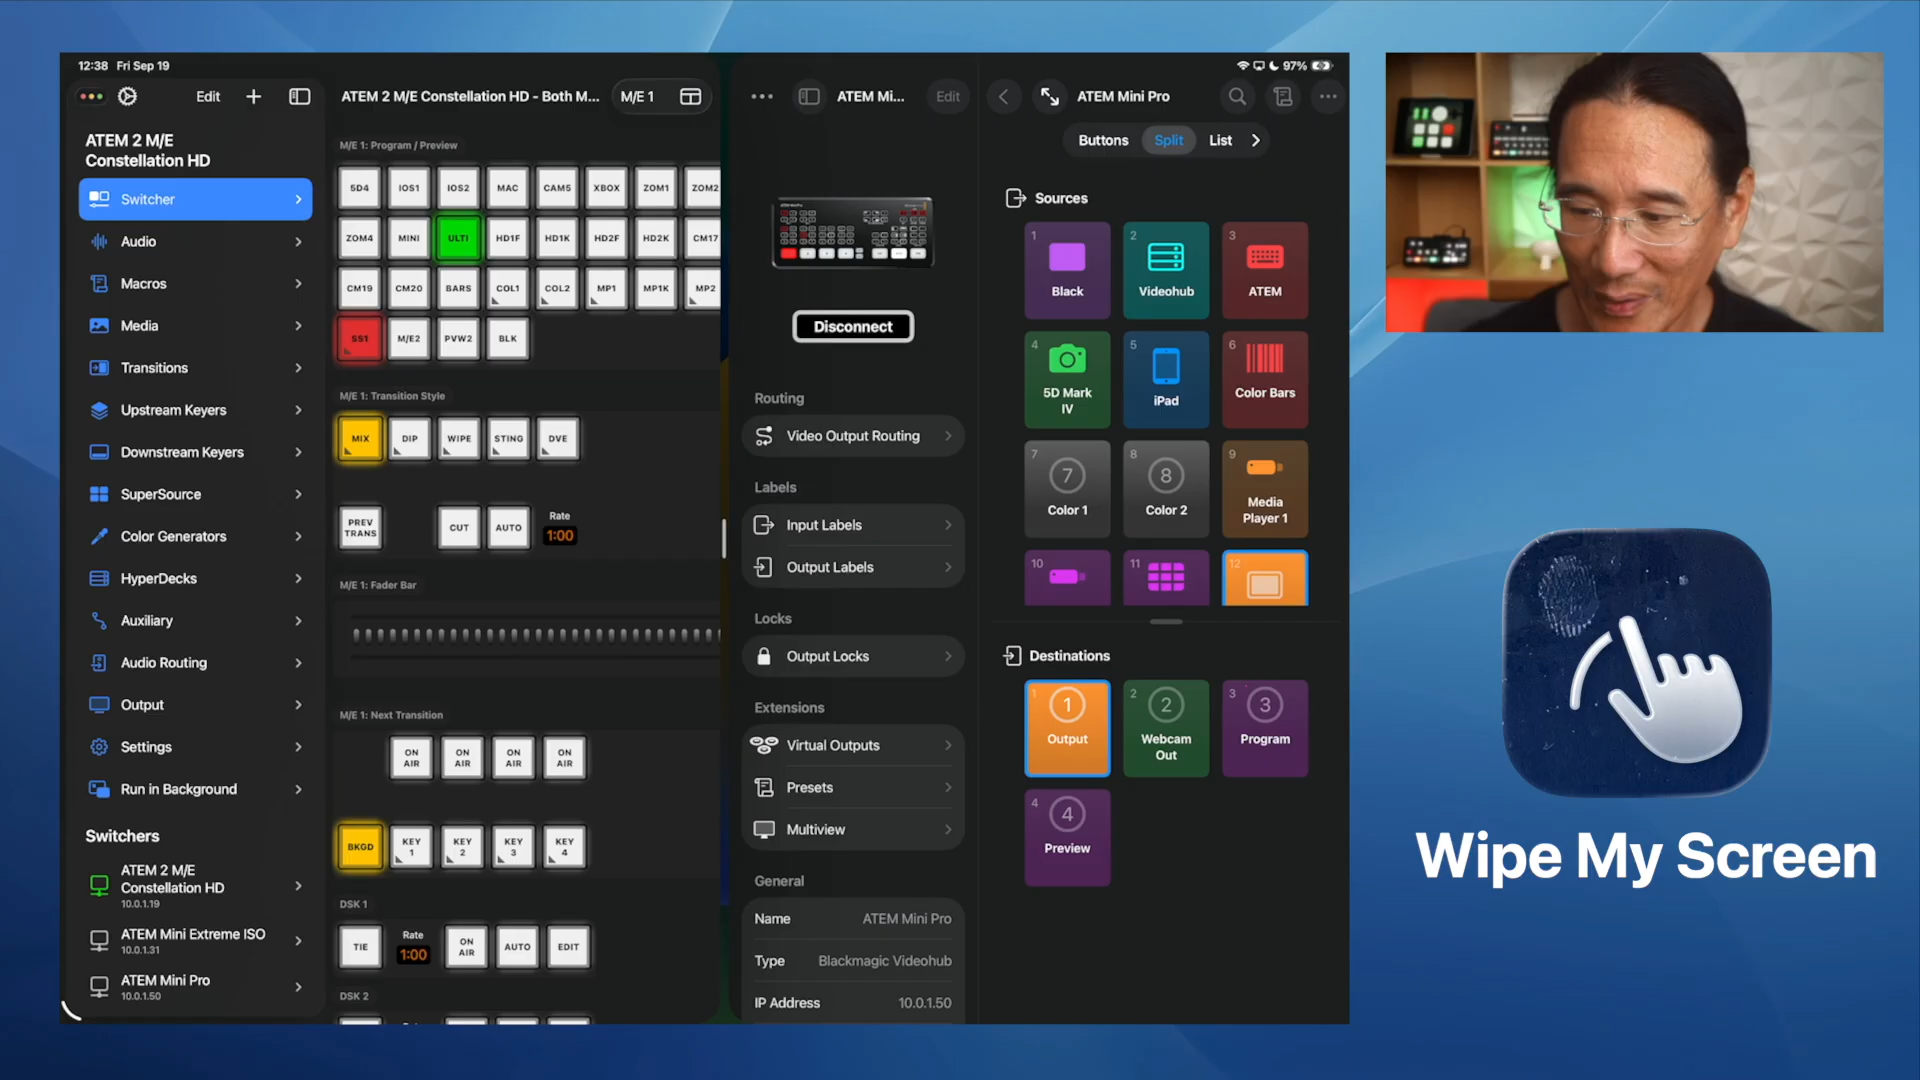 12:38 Fri Sep 19
97%
Edit
ATEM 2 M/E Constellation HD - Both M...
M/E 1
ATEM 2 M/E
Constellation HD
Switcher
Audio
Macros
Media
Transitions
Upstream Keyers
Downstream Keyers
SuperSource
Color Generators
HyperDecks
Auxiliary
Audio Routing
Output
Settings
Run in Background
Switchers
ATEM 2 M/E
Constellation HD
10.0.1.19
ATEM Mini Extreme ISO
10.0.1.31
ATEM Mini Pro
10.0.1.50
M/E 1: Program / Preview
5D4 IOS1 IOS2 MAC CAM5 XBOX ZOM1 ZOM2
ZOM4 MINI ULTI HD1F HD1K HD2F HD2K CM17
CM19 CM20 BARS COL1 COL2 MP1 MP1K MP2
SS1 M/E2 PVW2 BLK
M/E 1: Transition Style
MIX DIP WIPE STING DVE
PREV
TRANS
CUT AUTO
Rate
1:00
M/E 1: Fader Bar
M/E 1: Next Transition
ON
AIR
ON
AIR
ON
AIR
ON
AIR
BKGD
KEY
1
KEY
2
KEY
3
KEY
4
DSK 1
TIE
Rate
1:00
ON
AIR
AUTO EDIT
DSK 2
ATEM Mi...
Edit
Disconnect
Routing
Video Output Routing
Labels
Input Labels
Output Labels
Locks
Output Locks
Extensions
Virtual Outputs
Presets
Multiview
General
Name ATEM Mini Pro
Type Blackmagic Videohub
IP Address 10.0.1.50
ATEM Mini Pro
Buttons Split List
Sources
1
Black
2
Videohub
3
ATEM
4
5D Mark
IV
5
iPad
6
Color Bars
7
7
Color 1
8
8
Color 2
9
Media
Player 1
10
11
12
Destinations
1
1
Output
2
2
Webcam
Out
3
3
Program
4
4
Preview
Wipe My Screen